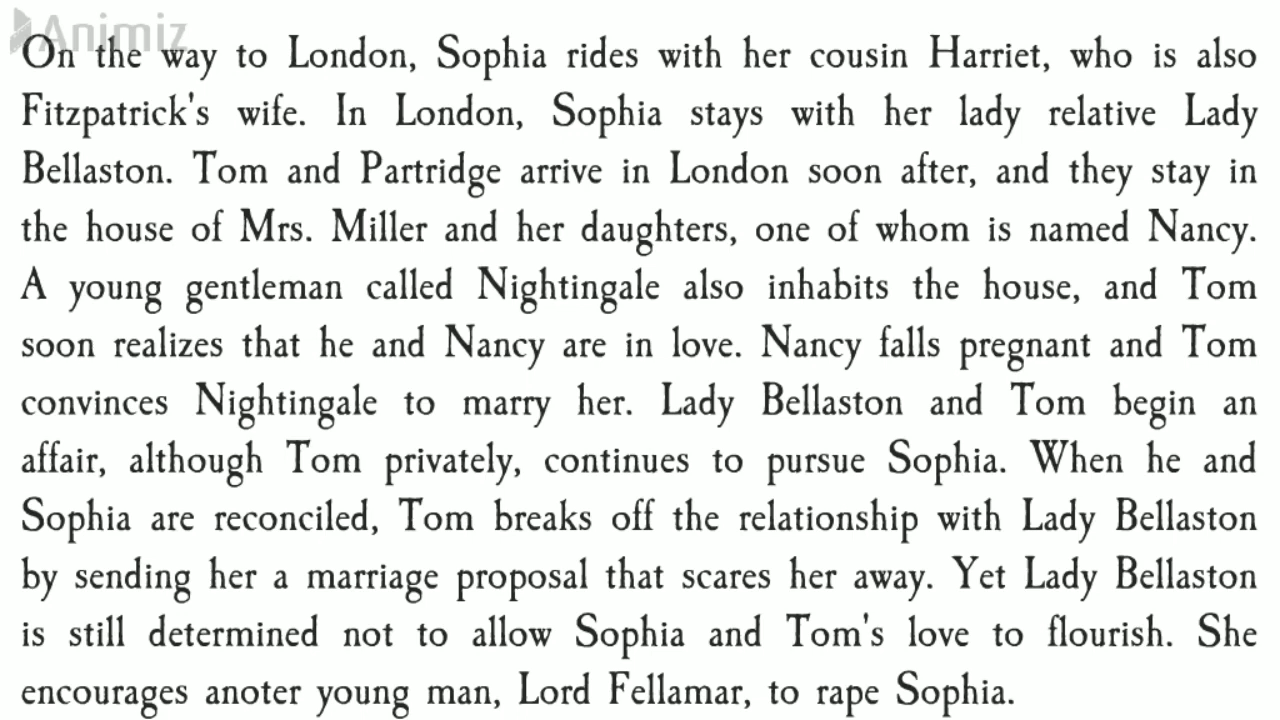 Animiz
On the way to London, Sophia rides with her cousin Harriet, who is also
Fitzpatrick's wife. In London, Sophia stays with her lady relative Lady
Bellaston. Tom and Partridge arrive in London soon after, and they stay in
the house of Mrs. Miller and her daughters, one of whom is named Nancy.
A young gentleman called Nightingale also inhabits the house, and Tom
soon realizes that he and Nancy are in love. Nancy falls pregnant and Tom
convinces Nightingale to marry her. Lady Bellaston and Tom begin an
affair, although Tom privately, continues to pursue Sophia. When he and
Sophia are reconciled, Tom breaks off the relationship with Lady Bellaston
by sending her a marriage proposal that scares her away. Yet Lady Bellaston
is still determined not to allow Sophia and Tom's love to flourish. She
encourages anoter young man, Lord Fellamar, to rape Sophia.